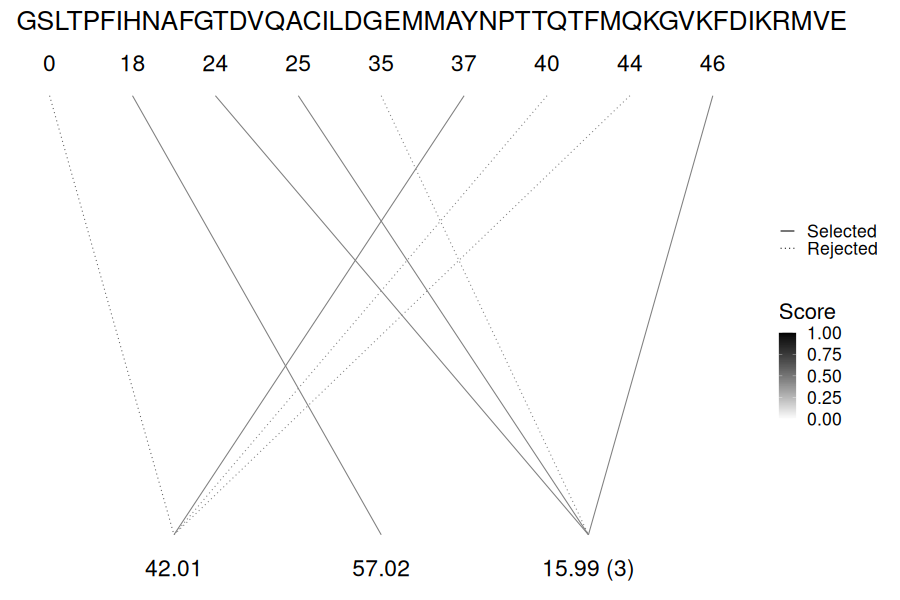 GSLTPFIHNAFGTDVQACILDGEMMAYNPTTQTFMQKGVKFDIKRMVE
0 18 24 25 35 37 40 44 46
Selected
Rejected
Score
1.00
0.75
0.50
0.25
0.00
42.01 57.02 15.99 (3)